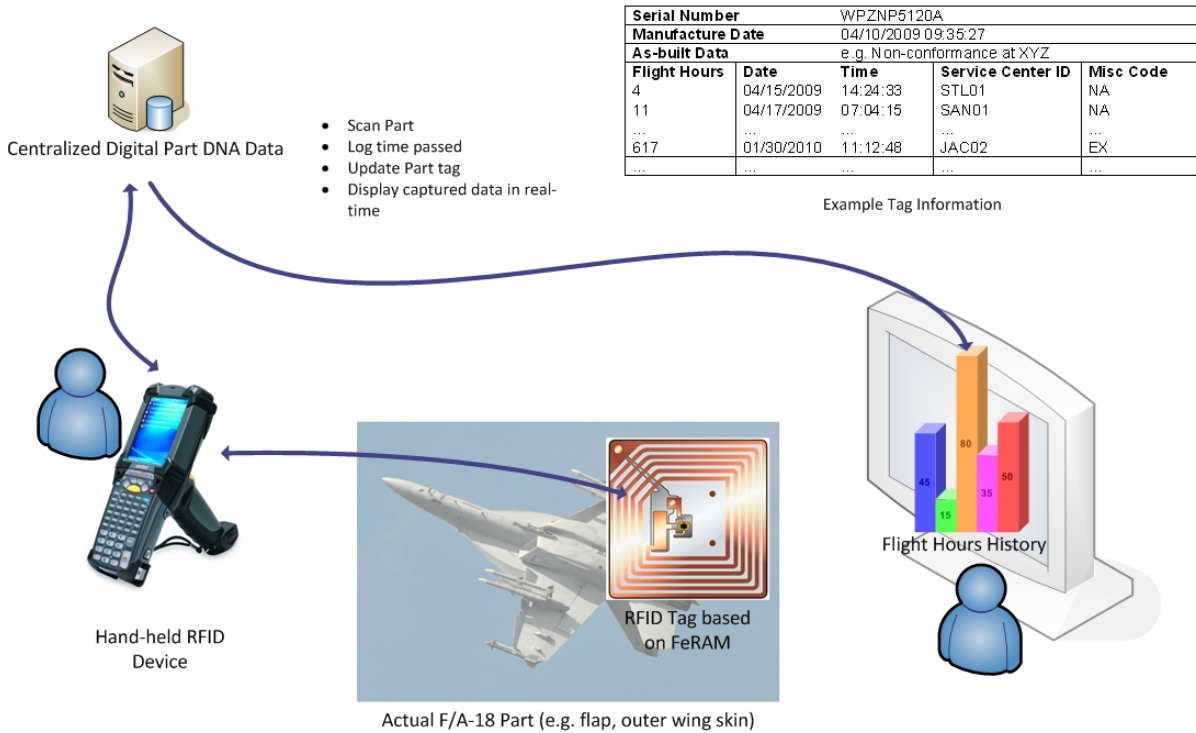 Serial Number WPZNP5120A
Manufacture Date 04/10/2009 09:35:27
As-built Data e.g. Non-conformance at XYZ
Flight Hours Date Time Service Center ID Misc Code
4 04/15/2009 14:24:33 STL01 NA
11 04/17/2009 07:04:15 SAN01 NA
... ... ... ... ...
617 01/30/2010 11:12:48 JAC02 EX
... ... ... ... ...
Example Tag Information
Centralized Digital Part DNA Data
• Scan Part
• Log time passed
• Update Part tag
• Display captured data in real-
time
45
15
80
35
50
Flight Hours History
Hand-held RFID
Device
RFID Tag based
on FeRAM
Actual F/A-18 Part (e.g. flap, outer wing skin)